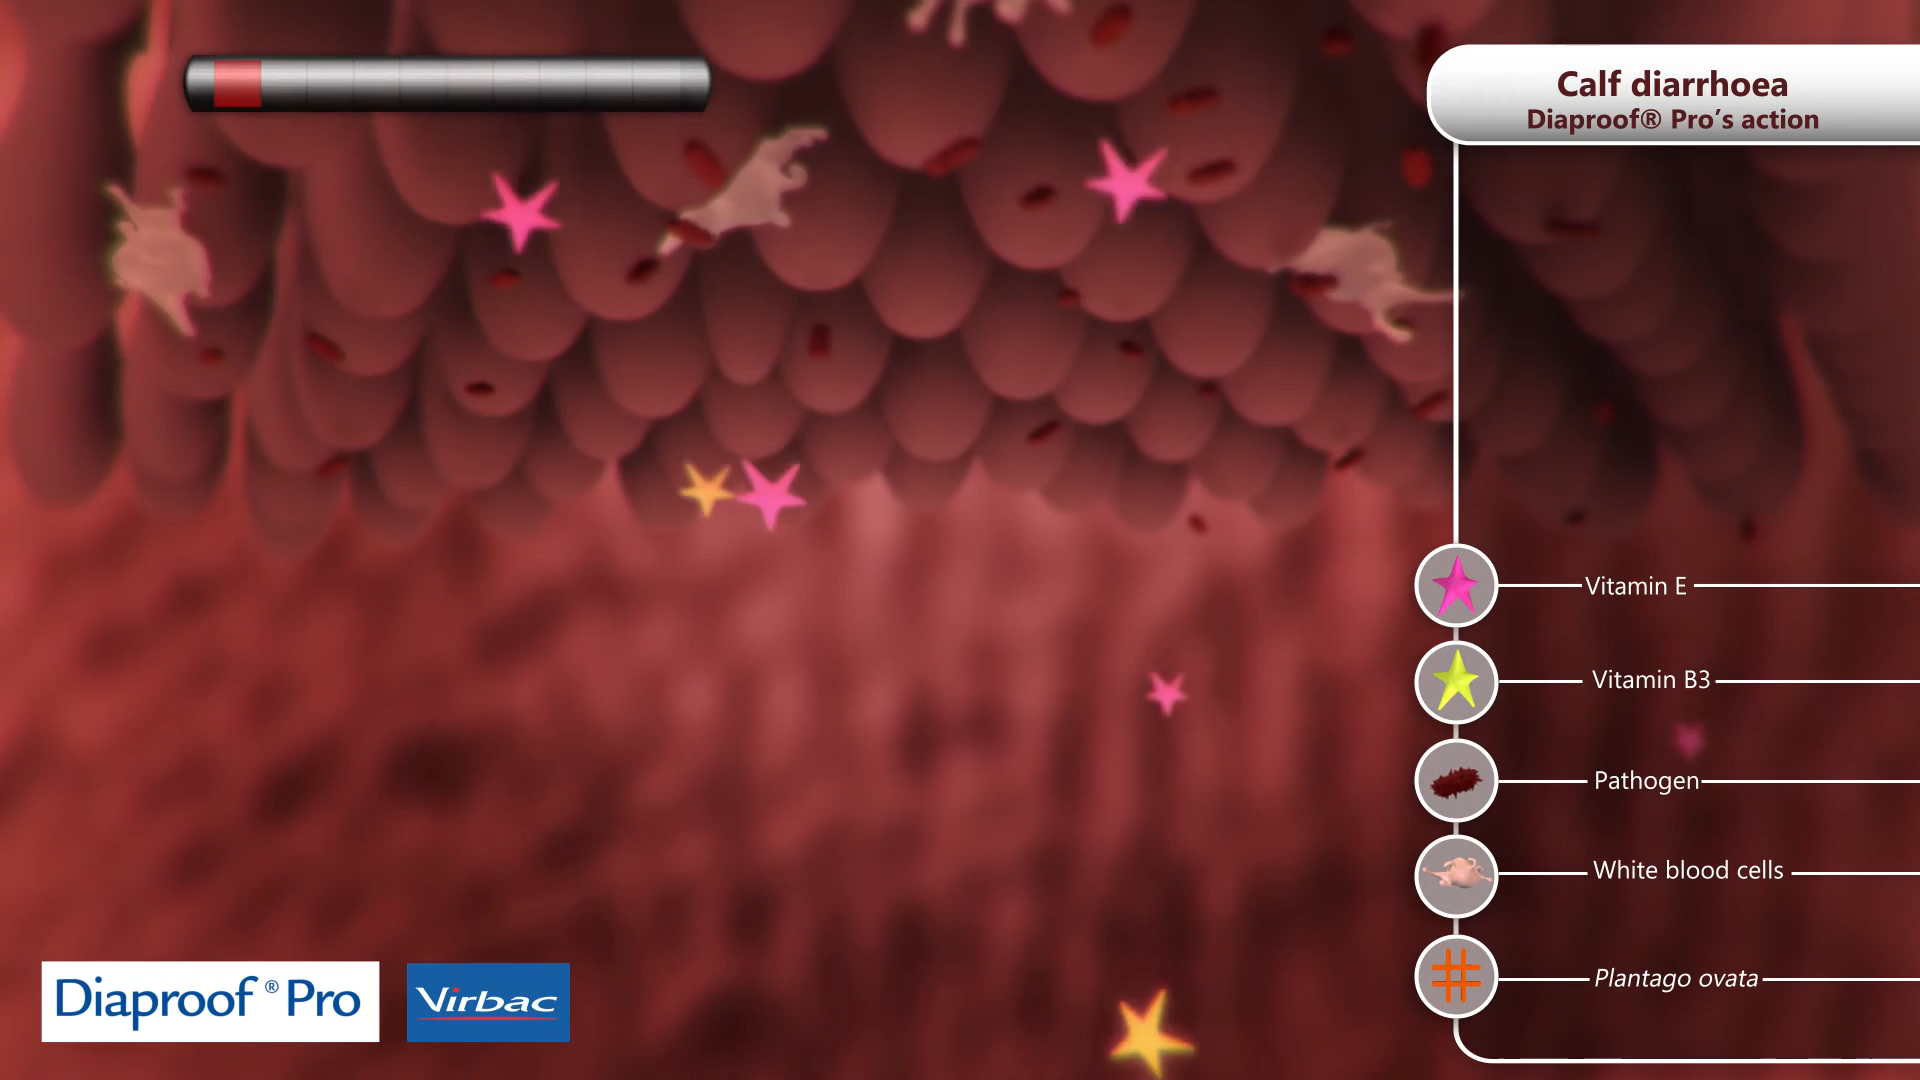 Calf diarrhoea
Diaproof® Pro's action
Vitamin E
Vitamin B3
Pathogen
White blood cells
Plantago ovata
Diaproof® Pro
Virbac